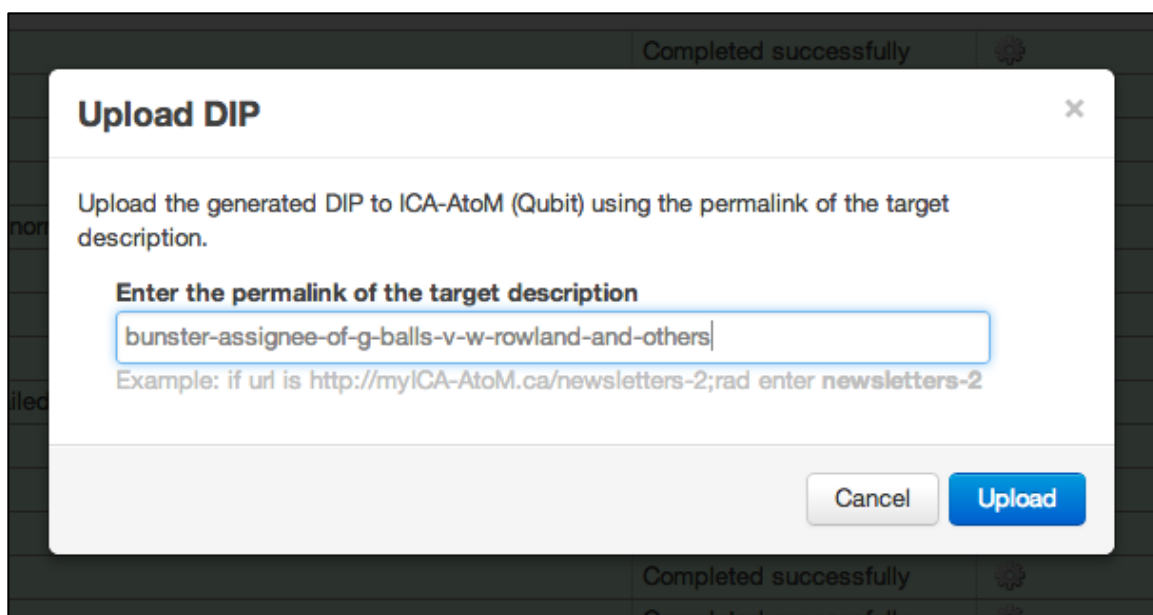 Completed successfully
Upload DIP
×
Upload the generated DIP to ICA-AtoM (Qubit) using the permalink of the target
description.
Enter the permalink of the target description
bunster-assignee-of-g-balls-v-w-rowland-and-others
Example: if url is http://myICA-AtoM.ca/newsletters-2;rad enter newsletters-2
Cancel
Upload
Completed successfully